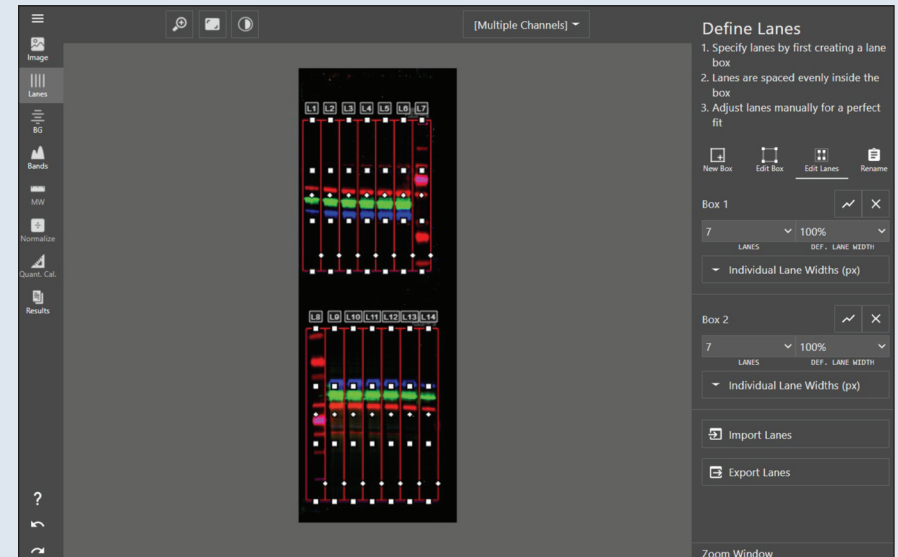 Image
Lanes
BG
Bands
MW
Normalize
Quant. Cal.
Results
?
[Multiple Channels]
L1 L2 L3 L4 L5 L6 L7
L8 L9 L10 L11 L12 L13 L14
Define Lanes
1. Specify lanes by first creating a lane
box
2. Lanes are spaced evenly inside the
box
3. Adjust lanes manually for a perfect
fit
New Box Edit Box Edit Lanes Rename
Box 1
7 100%
LANES DEF. LANE WIDTH
Individual Lane Widths (px)
Box 2
7 100%
LANES DEF. LANE WIDTH
Individual Lane Widths (px)
Import Lanes
Export Lanes
Zoom Window